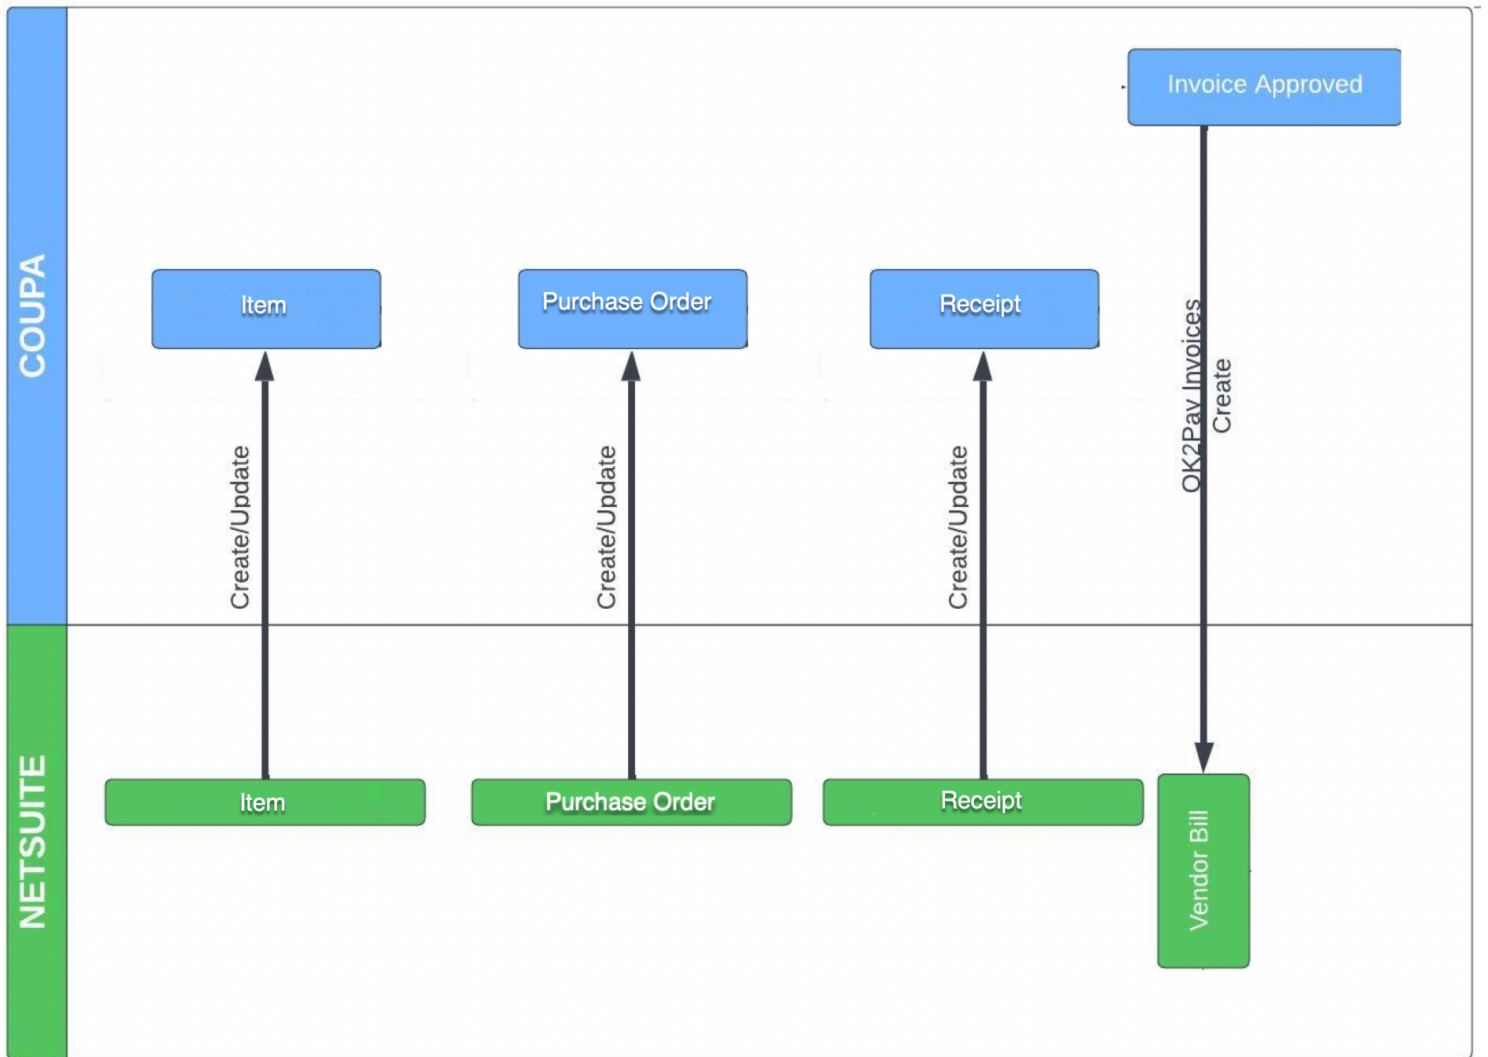 COUPA
Invoice Approved
Item
Purchase Order
Receipt
Create/Update
Create/Update
Create/Update
OK2Pay Invoices
Create
NETSUITE
Item
Purchase Order
Receipt
Vendor Bill